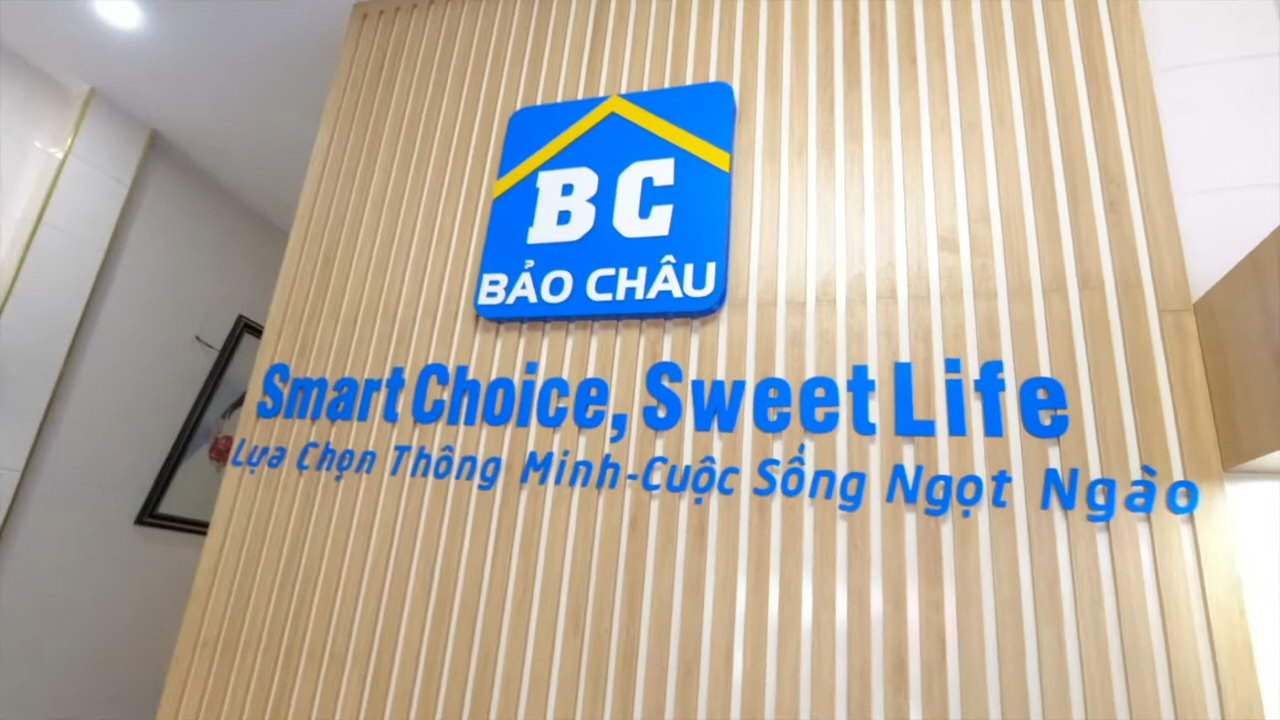 BC
BẢO CHÂU
Smart Choice, Sweet Life
Lựa Chọn Thông Minh-Cuộc Sống Ngọt Ngào